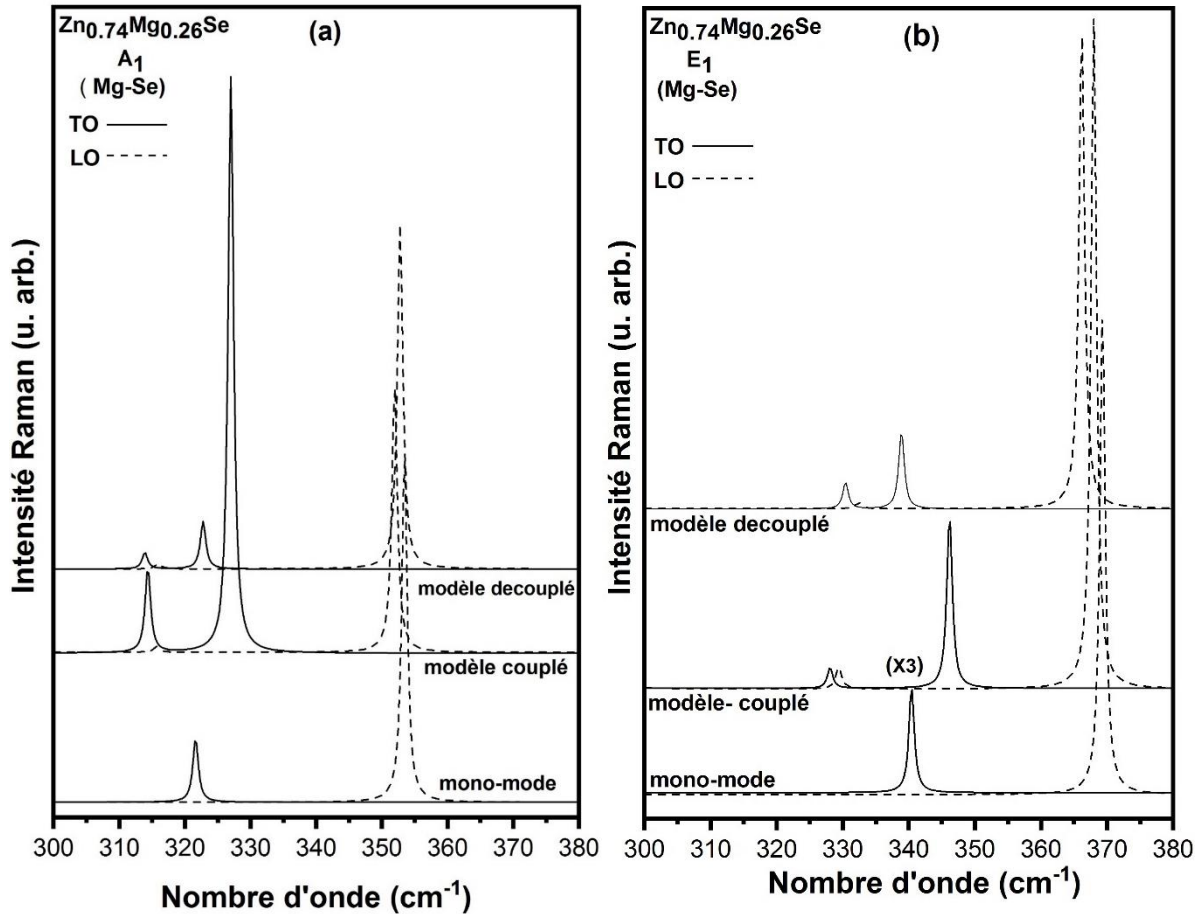 Zn0.74Mg0.26Se
(a)
A1
( Mg-Se)
TO
LO
modèle decouplé
modèle couplé
mono-mode
300 310 320 330 340 350 360 370 380
Nombre d'onde (cm-1)
Intensité Raman (u. arb.)
Zn0.74Mg0.26Se
(b)
E1
(Mg-Se)
TO
LO
modèle decouplé
(X3)
modèle- couplé
mono-mode
300 310 320 330 340 350 360 370 380
Nombre d'onde (cm-1)
Intensité Raman (u. arb.)